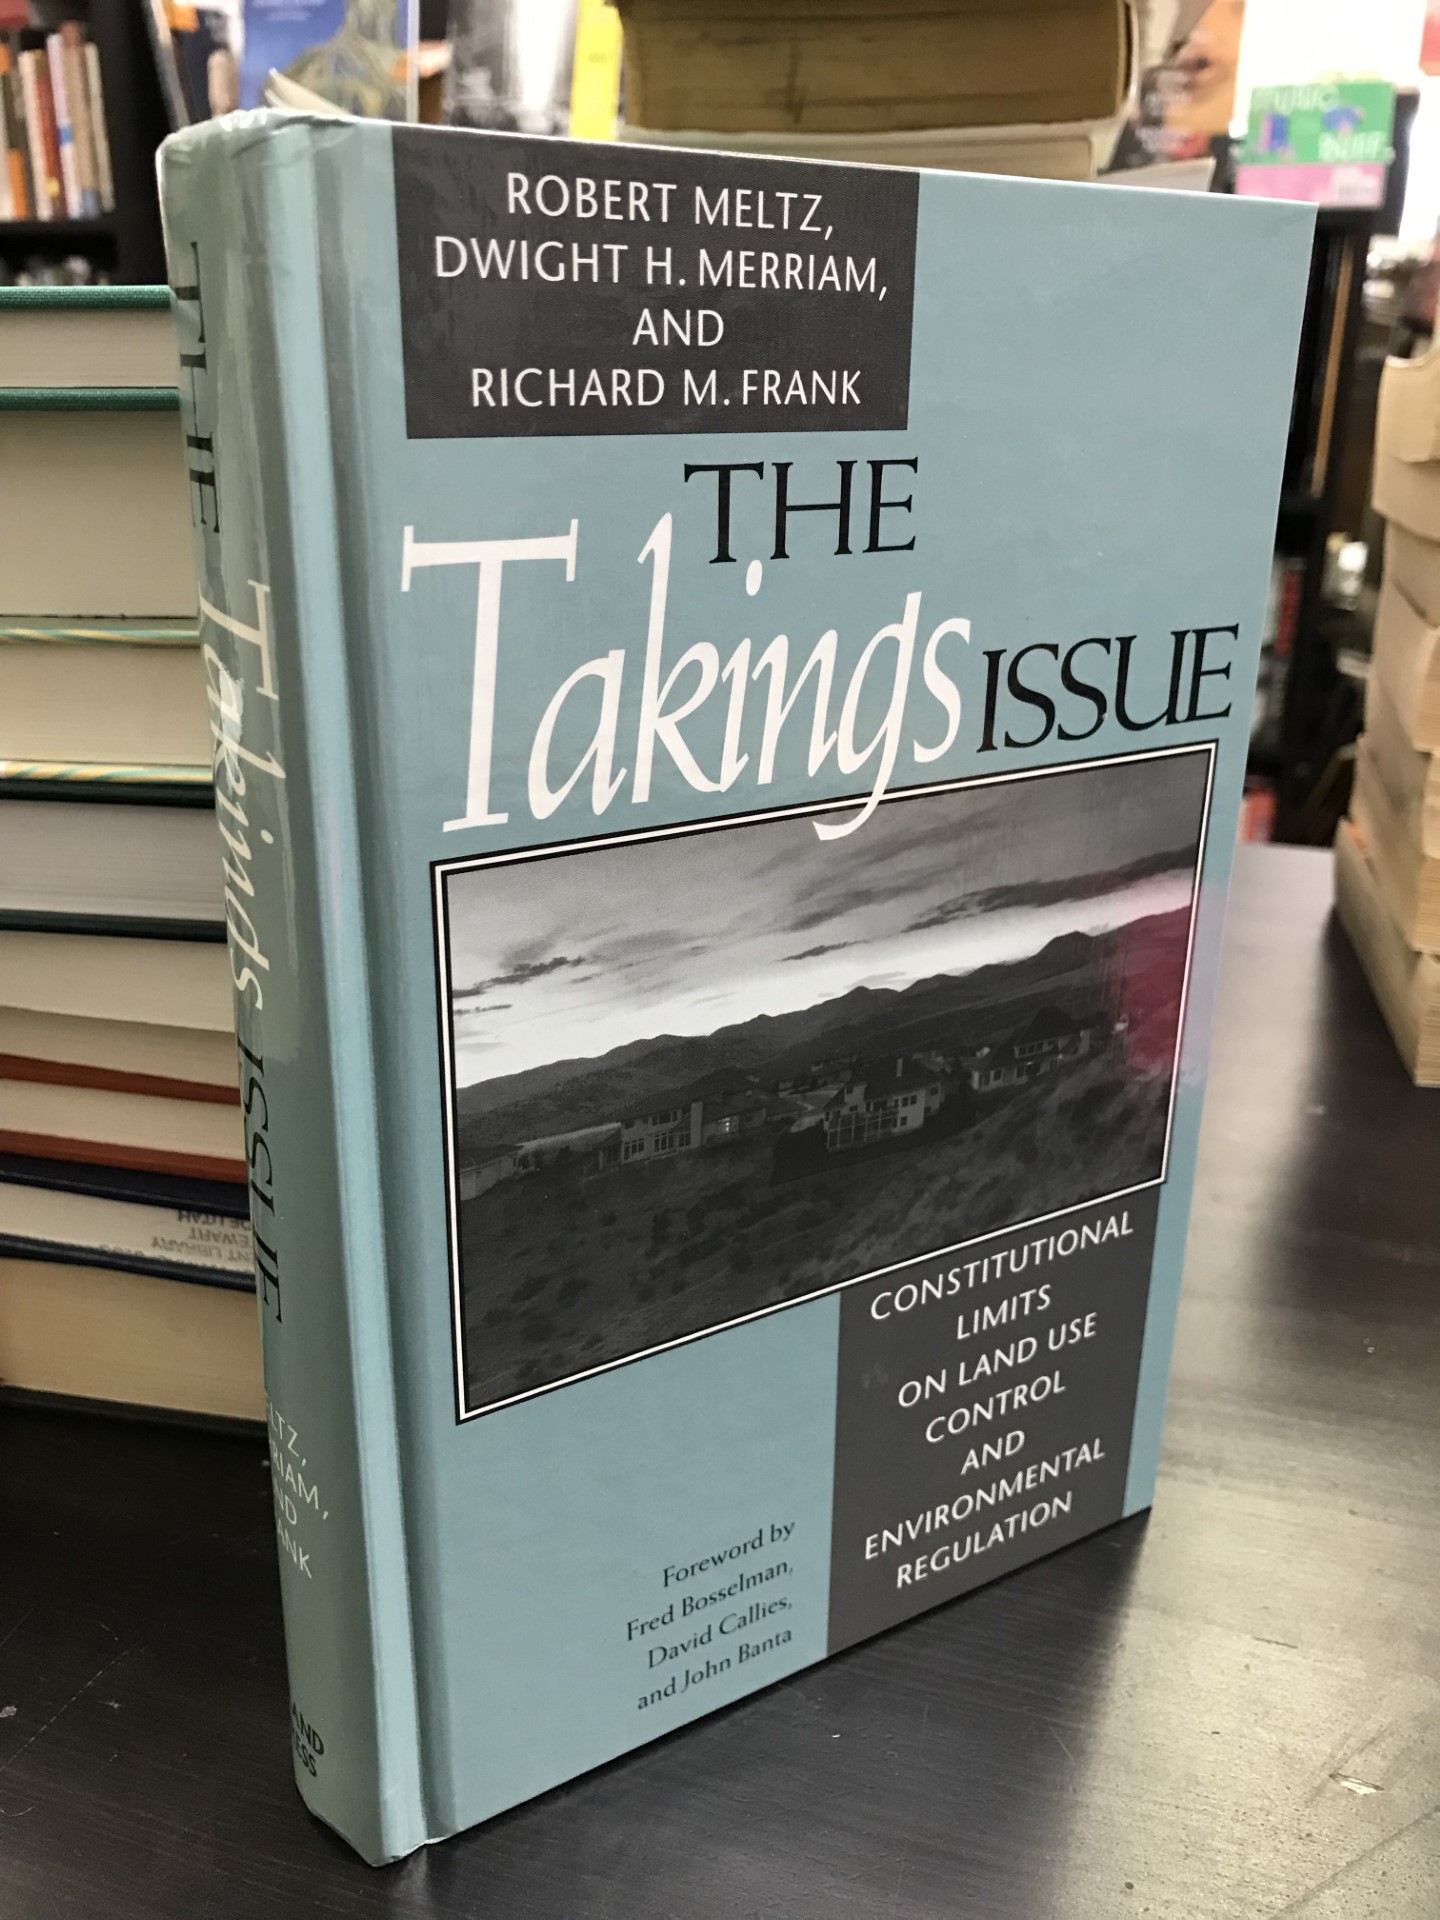 ROBERT MELTZ,
DWIGHT H. MERRIAM,
AND
RICHARD M. FRANK
THE
Takings ISSUE
CONSTITUTIONAL
LIMITS
ON LAND USE
CONTROL
AND
ENVIRONMENTAL
REGULATION
Foreword by
Fred Bosselman,
David Callies,
and John Banta
THE Takings ISSUE